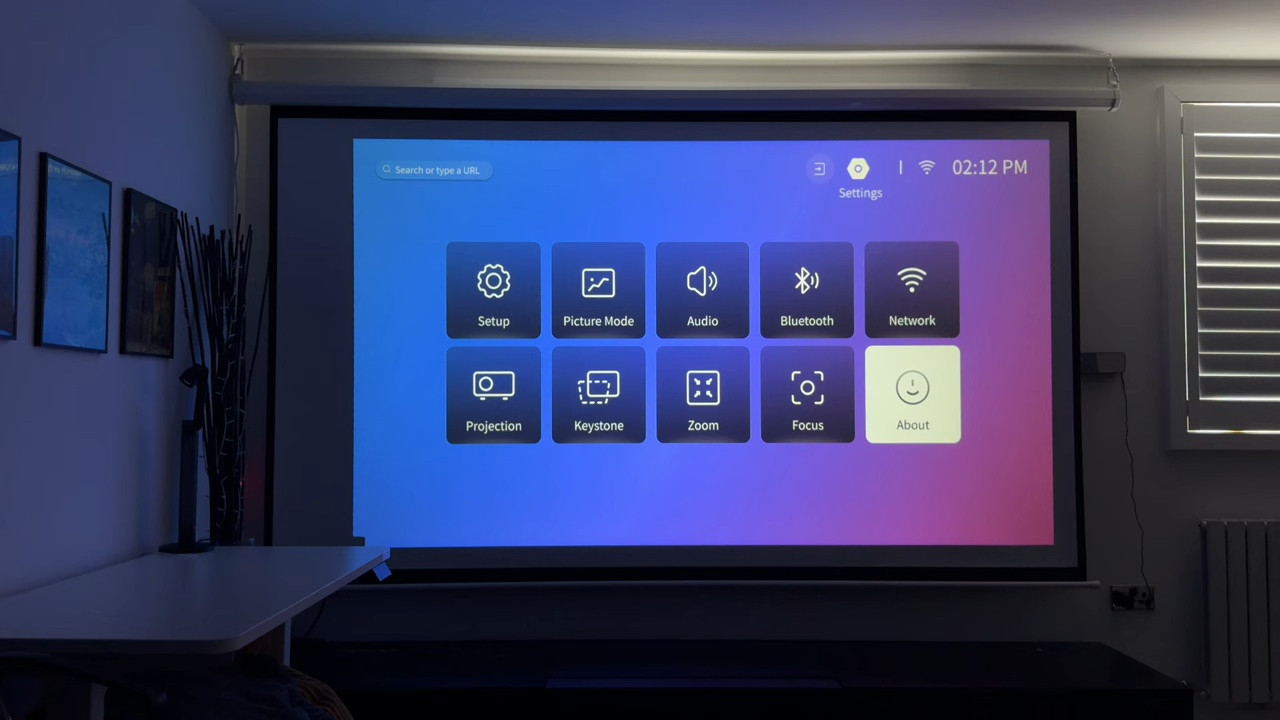 Search or type a URL
02:12 PM
Settings
Setup
Picture Mode
Audio
Bluetooth
Network
Projection
Keystone
Zoom
Focus
About